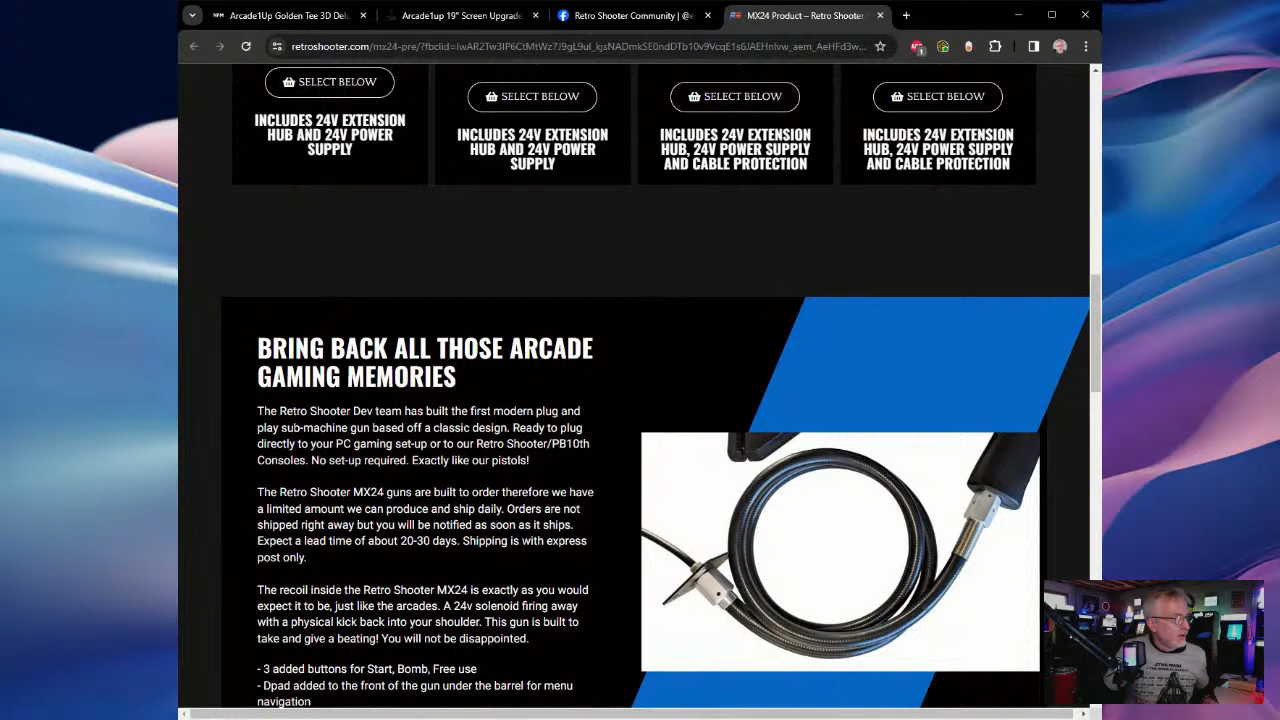 Arcade1Up Golden Tee 3D Del
Arcade1up 19" Screen Upgrade
Retro Shooter Community | @e
MX24 Product – Retro Shooter
retroshooter.com/mx24-pre/?fbclid=
SELECT BELOW
SELECT BELOW
SELECT BELOW
SELECT BELOW
INCLUDES 24V EXTENSION
HUB AND 24V POWER
SUPPLY
INCLUDES 24V EXTENSION
HUB AND 24V POWER
SUPPLY
INCLUDES 24V EXTENSION
HUB, 24V POWER SUPPLY
AND CABLE PROTECTION
INCLUDES 24V EXTENSION
HUB, 24V POWER SUPPLY
AND CABLE PROTECTION
BRING BACK ALL THOSE ARCADE
GAMING MEMORIES
The Retro Shooter Dev team has built the first modern plug and
play sub-machine gun based off a classic design. Ready to plug
directly to your PC gaming set-up or to our Retro Shooter/PB10th
Consoles. No set-up required. Exactly like our pistols!
The Retro Shooter MX24 guns are built to order therefore we have
a limited amount we can produce and ship daily. Orders are not
shipped right away but you will be notified as soon as it ships.
Expect a lead time of about 20-30 days. Shipping is with express
post only.
The recoil inside the Retro Shooter MX24 is exactly as you would
expect it to be, just like the arcades. A 24v solenoid firing away
with a physical kick back into your shoulder. This gun is built to
take and give a beating! You will not be disappointed.
- 3 added buttons for Start, Bomb, Free use
- Dpad added to the front of the gun under the barrel for menu
navigation